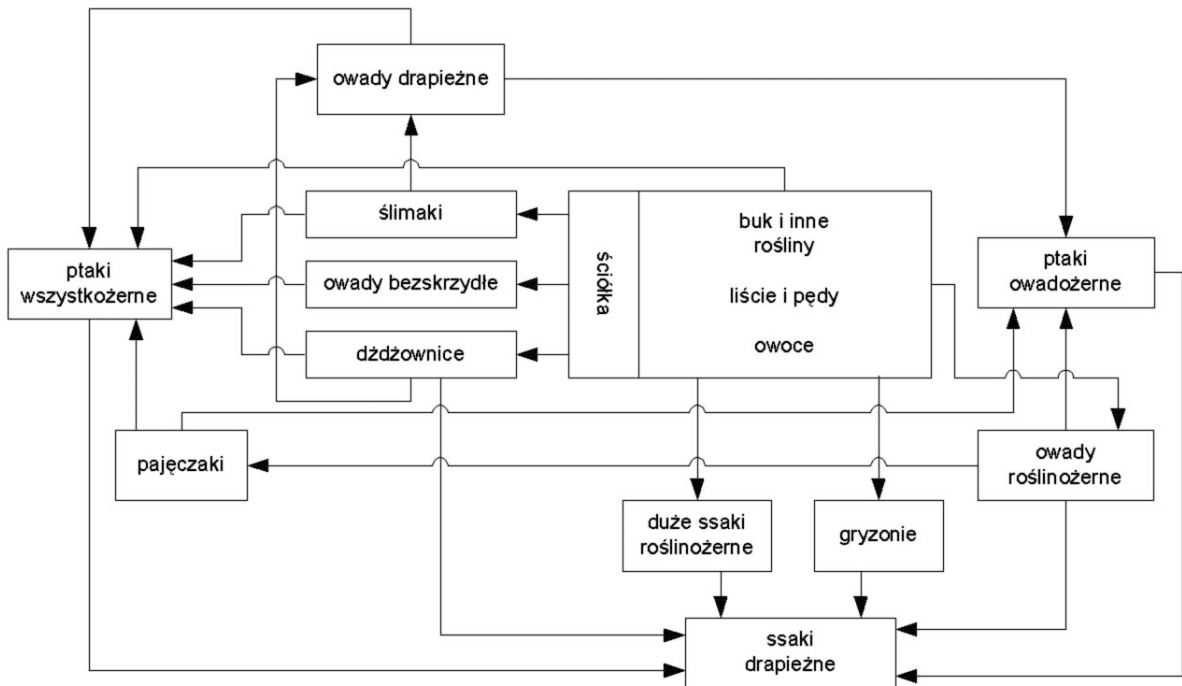 owady drapieżne
ślimaki
buk i inne
rośliny
ściółka
ptaki
wszystkożerne
owady bezskrzydłe
liście i pędy
ptaki
owadożerne
dżdżownice
owoce
pajęczaki
owady
roślinożerne
duże ssaki
roślinożerne
gryzonie
ssaki
drapieżne